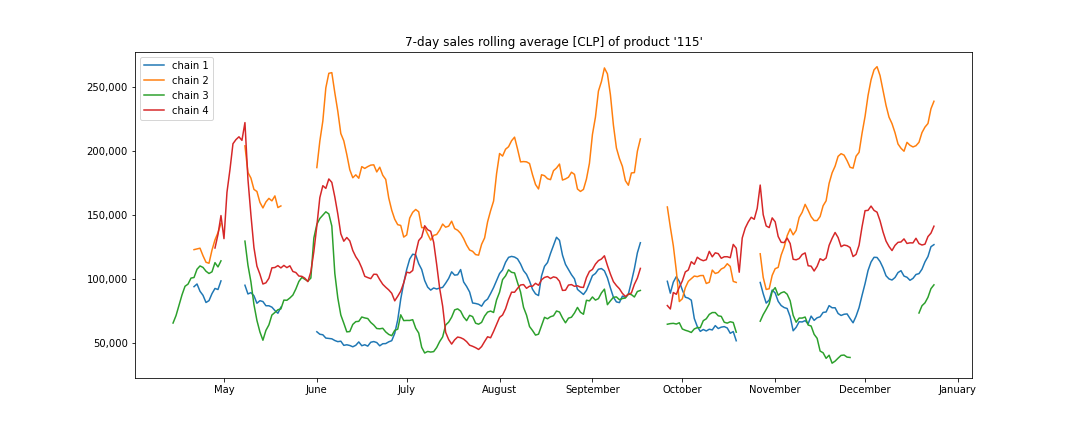 7-day sales rolling average [CLP] of product '115'
chain 1
chain 2
chain 3
chain 4
250,000
200,000
150,000
100,000
50,000
May June July August September October November December January